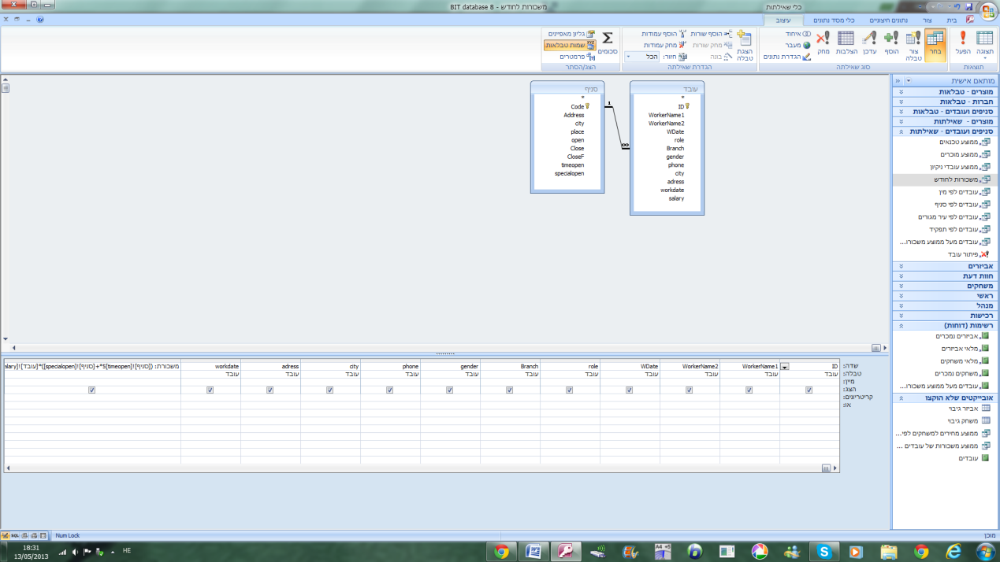 משכורות לחודש - BIT database 8
כלי שאילתות
בית
צור
נתונים חיצוניים
כלי מסד נתונים
עיצוב
תצוגה
הפעל
תוצאות
בחר
צור טבלה
הוסף
עדכן
הצלבות
מחק
איחוד
מעבר
הגדרת נתונים
סוג שאילתה
הצגת טבלה
הוסף שורות
מחק שורות
בונה
הוסף עמודות
מחק עמודות
חזור: הכל
הגדרת שאילתה
סכומים
גליון מאפיינים
שמות טבלאות
פרמטרים
הצג/הסתר
מותאם אישית
מוצרים - טבלאות
חברות - טבלאות
סניפים ועובדים - טבלאות
מוצרים - שאילתות
סניפים ועובדים - שאילתות
ממוצע טכנאים
ממוצע מוכרים
ממוצע עובדי ניקיון
משכורות לחודש
עובדים לפי מין
עובדים לפי סניף
עובדים לפי עיר מגורים
עובדים לפי תפקיד
עובדים מעל ממוצע משכורו...
פיתור עובד
אביזרים
חוות דעת
משחקים
ראשי
מנהל
רכישות
רשימות (דוחות)
אביזרים נמכרים
מלאי אביזרים
מלאי משחקים
משחקים נמכרים
עובדים מעל ממוצע משכורו...
אובייקטים שלא הוקצו
אביזר גיבוי
משחק גיבוי
ממוצע מחירים למשחקים לפי...
ממוצע משכורות של עובדים ...
עובדים
עובד
*
ID
WorkerName1
WorkerName2
WDate
role
Branch
gender
phone
city
adress
workdate
salary
סניף
*
Code
Address
city
place
open
Close
CloseF
timeopen
specialopen
1
∞
שדה: ID WorkerName1 WorkerName2 WDate role Branch gender phone city adress workdate משכורת: ([סניף]![timeopen]*5+[סניף]![specialopen])*[עובד]![salary
טבלה: עובד עובד עובד עובד עובד עובד עובד עובד עובד עובד עובד
מיין:
הצג:
קריטריונים:
או:
מוכן
Num Lock
SQL
HE
18:31
13/05/2013